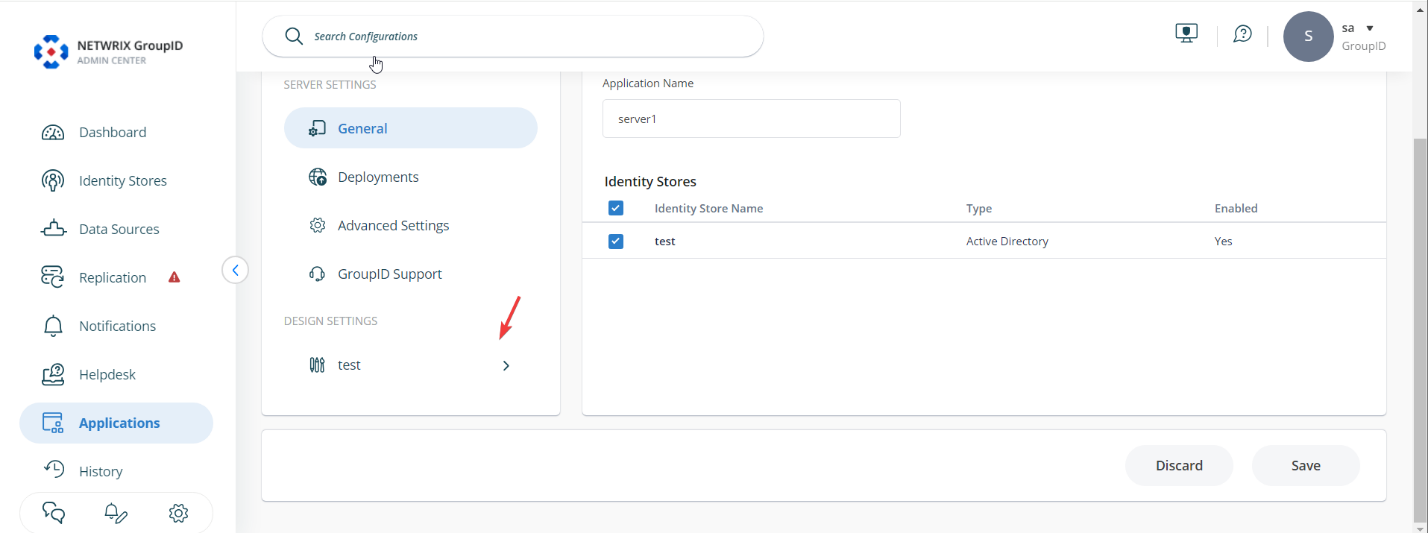 NETWRIX GroupID
ADMIN CENTER
Dashboard
Identity Stores
Data Sources
Replication
Notifications
Helpdesk
Applications
History
Search Configurations
S
sa
GroupID
SERVER SETTINGS
General
Deployments
Advanced Settings
GroupID Support
DESIGN SETTINGS
test
Application Name
server1
Identity Stores
Identity Store Name Type Enabled
test Active Directory Yes
Discard Save